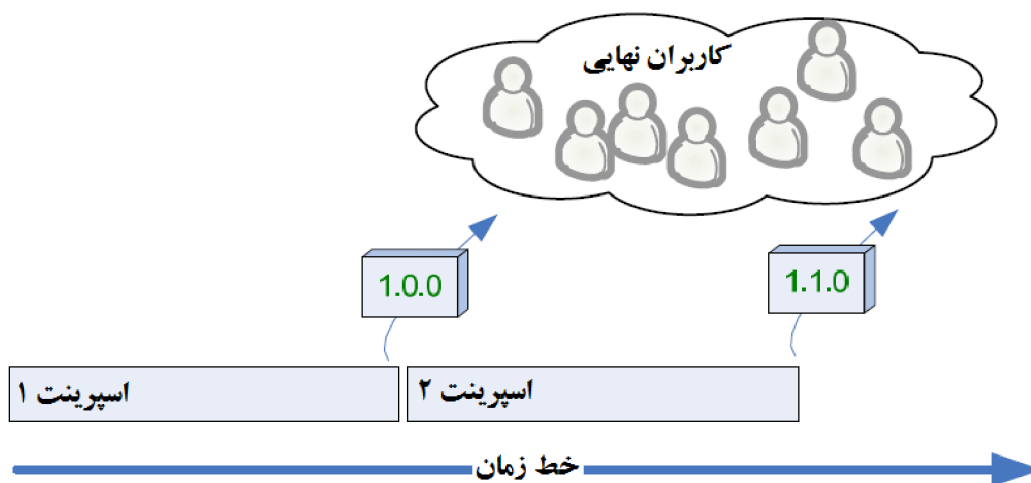 کاربران نهایی
1.0.0
1.1.0
اسپرینت ۱
اسپرینت ۲
خط زمان